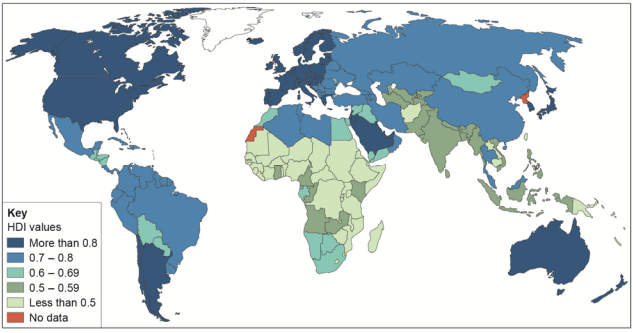 Key
HDI values
More than 0.8
0.7 – 0.8
0.6 – 0.69
0.5 – 0.59
Less than 0.5
No data